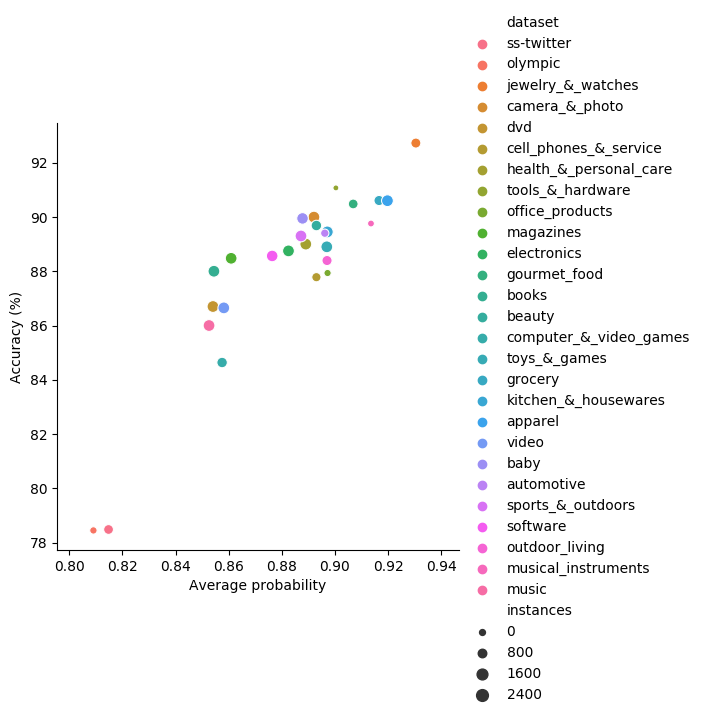 dataset
ss-twitter
olympic
jewelry_&_watches
camera_&_photo
dvd
cell_phones_&_service
health_&_personal_care
tools_&_hardware
office_products
magazines
electronics
gourmet_food
books
beauty
computer_&_video_games
toys_&_games
grocery
kitchen_&_housewares
apparel
video
baby
automotive
sports_&_outdoors
software
outdoor_living
musical_instruments
music
instances
0
800
1600
2400
92
90
88
86
84
82
80
78
Accuracy (%)
0.80 0.82 0.84 0.86 0.88 0.90 0.92 0.94
Average probability